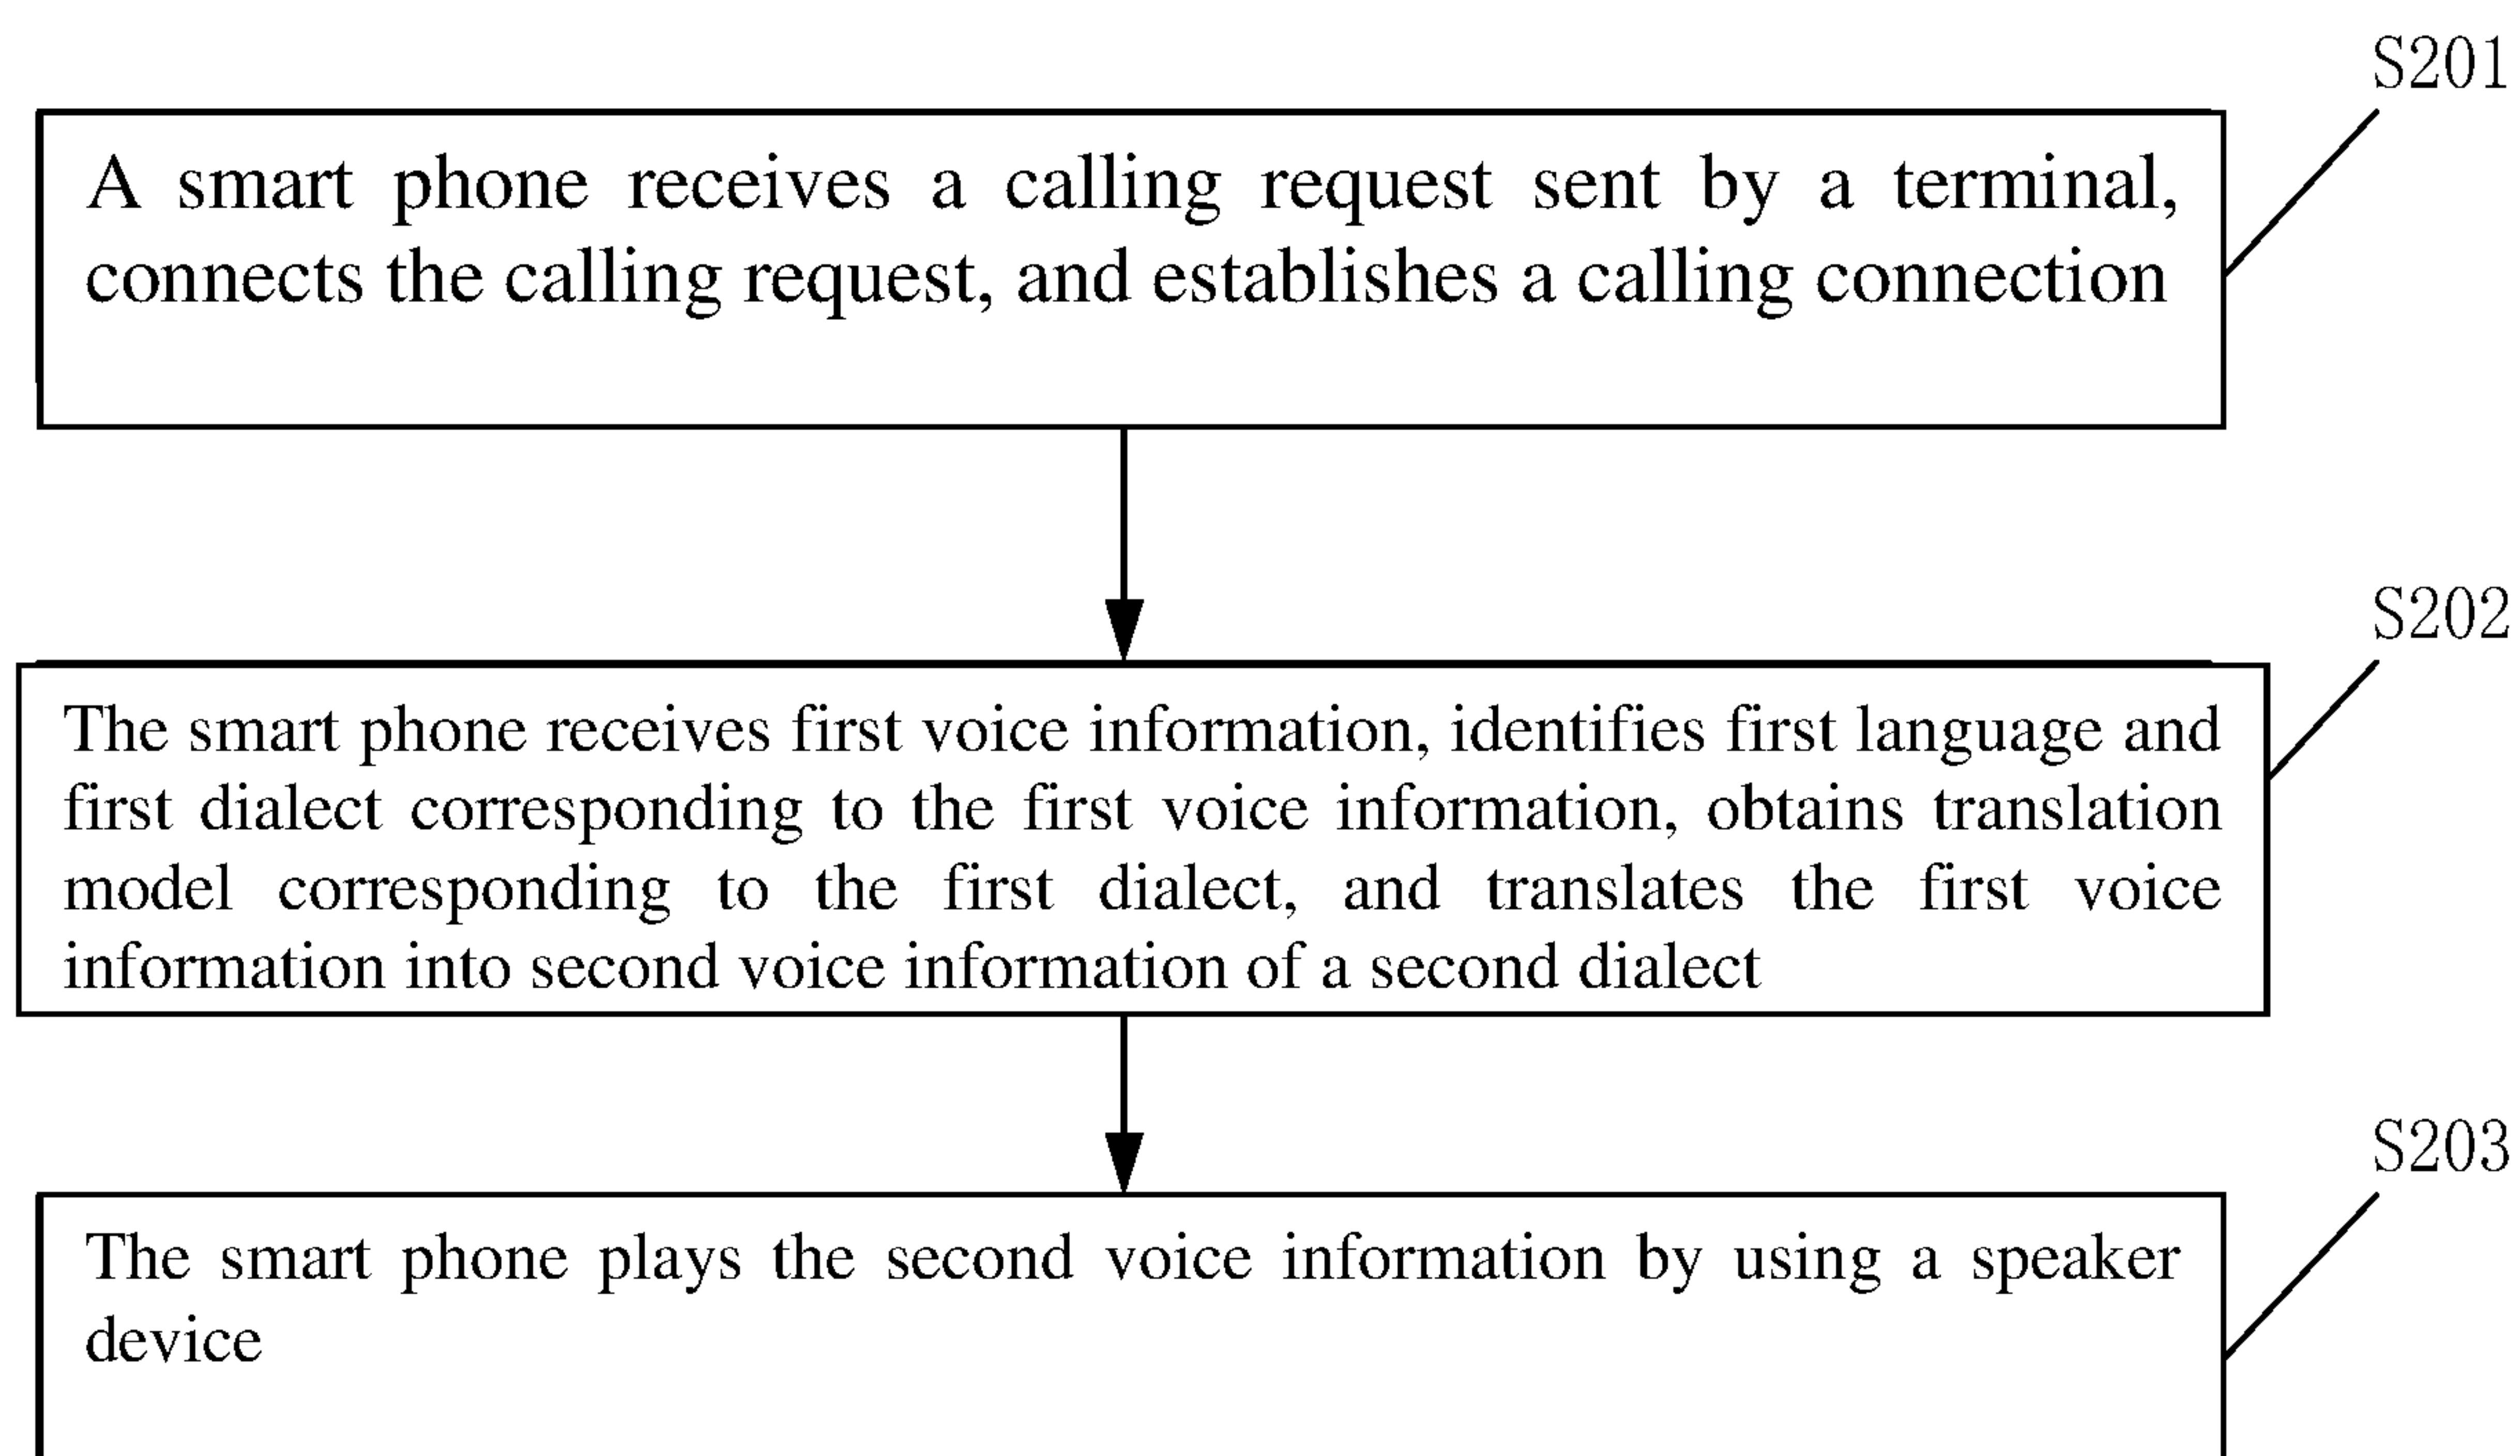 S201
A smart phone receives a calling request sent by a terminal,
connects the calling request, and establishes a calling connection
S202
The smart phone receives first voice information, identifies first language and
first dialect corresponding to the first voice information, obtains translation
model corresponding to the first dialect, and translates the first voice
information into second voice information of a second dialect
S203
The smart phone plays the second voice information by using a speaker
device